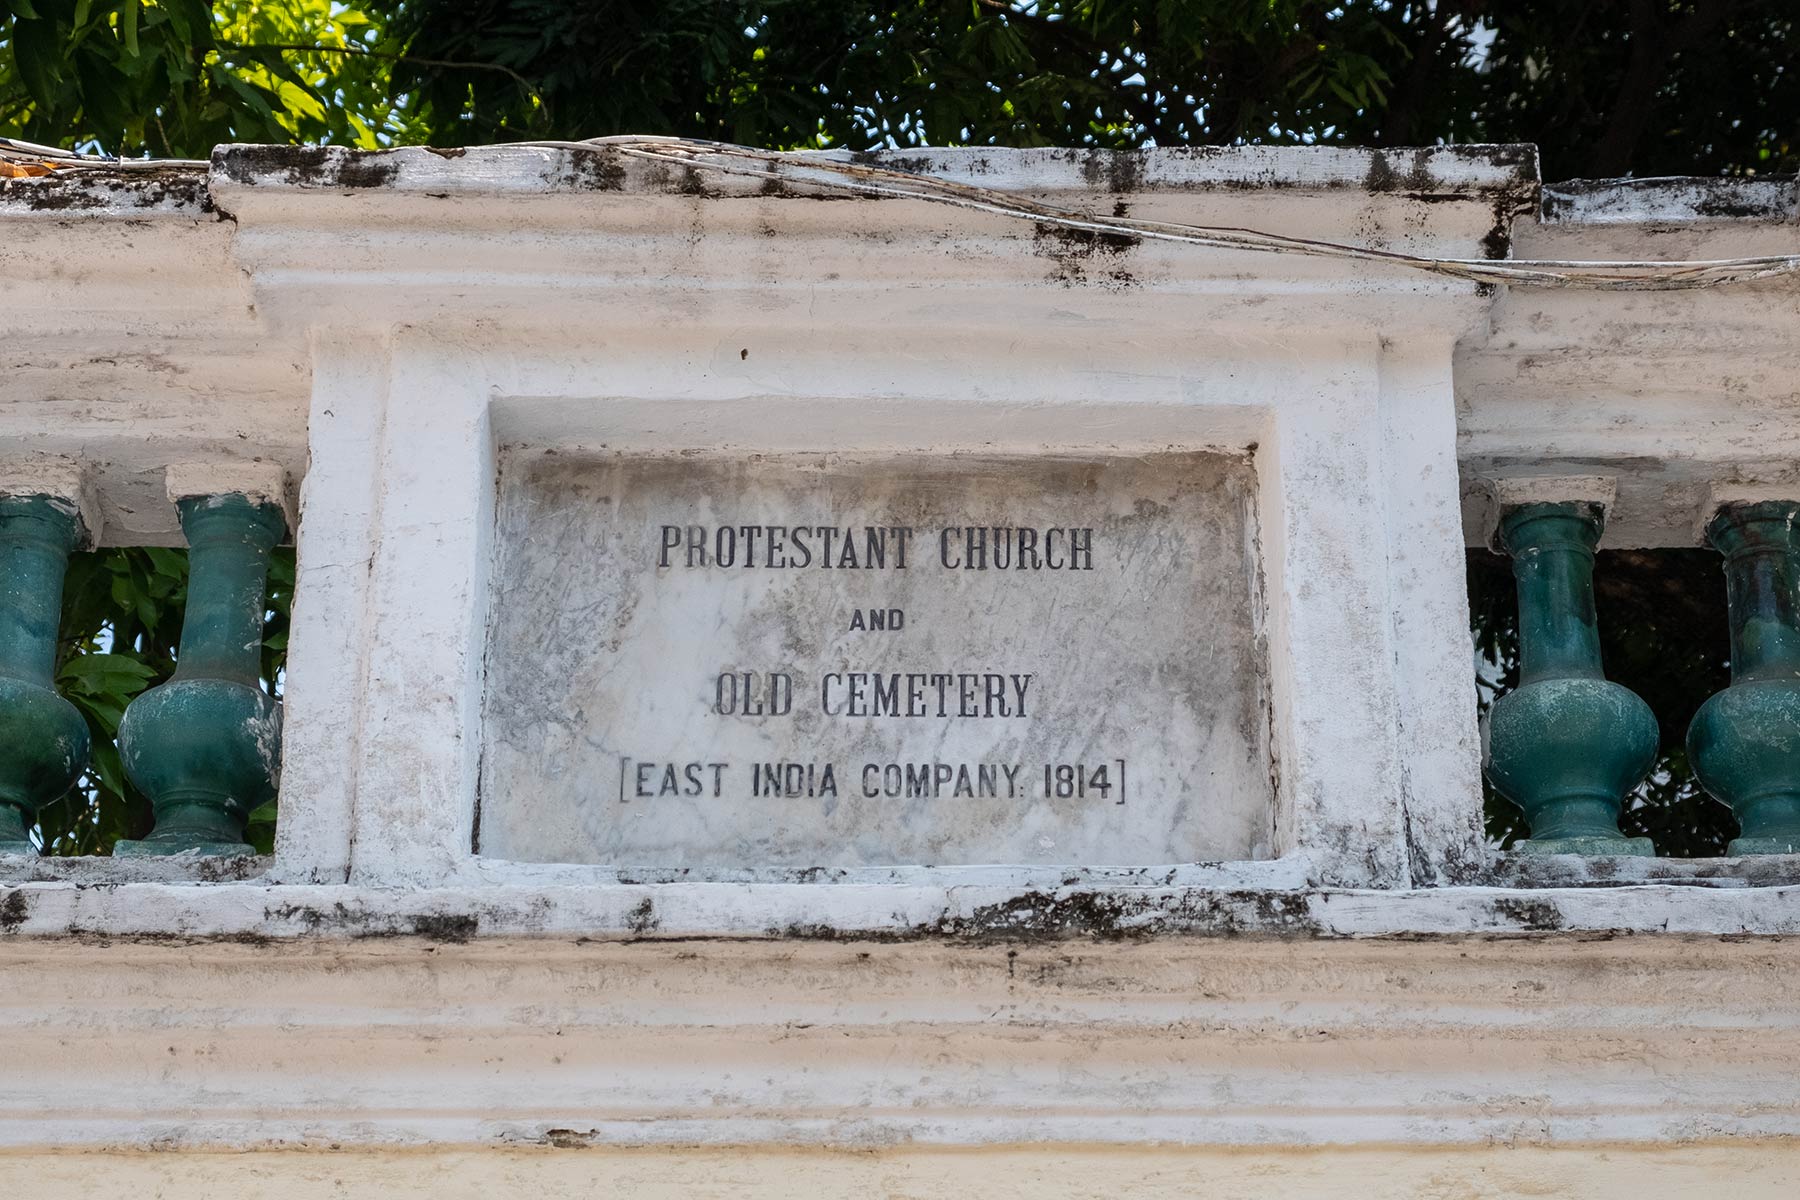 PROTESTANT CHURCH
AND
OLD CEMETERY
[EAST INDIA COMPANY: 1814]